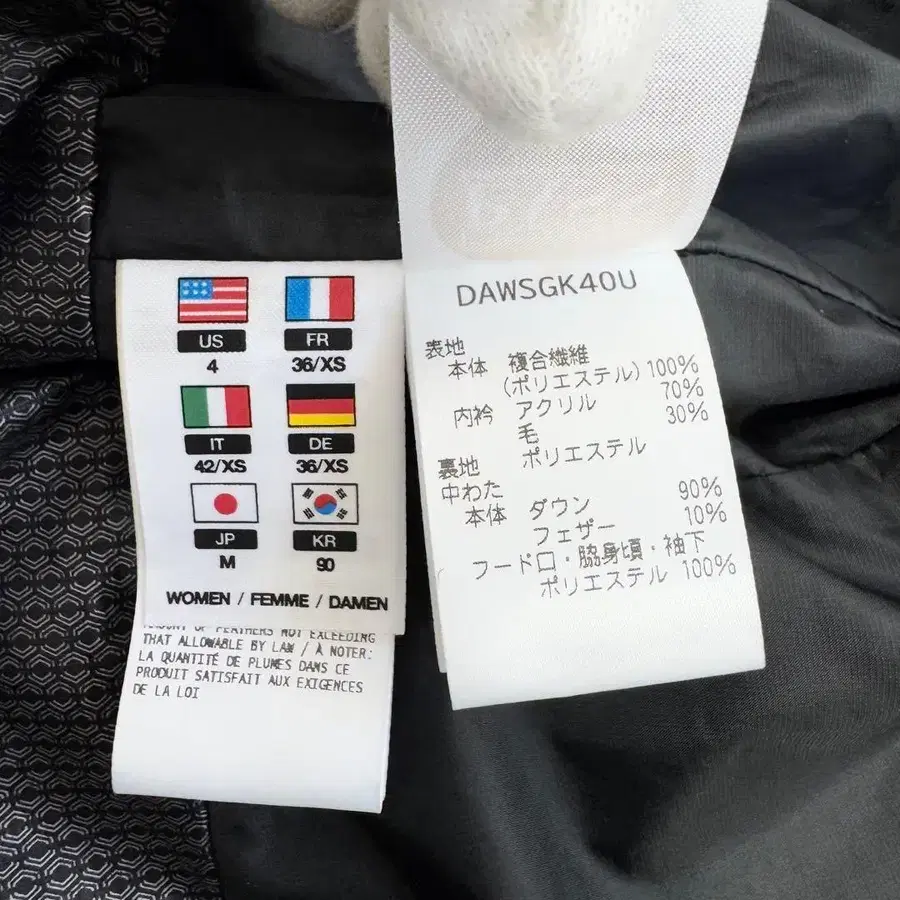 US
FR
4
36/XS
IT
DE
42/XS
36/XS
JP
KR
M
90
WOMEN / FEMME / DAMEN
AMOUNT OF FEATHERS NOT EXCEEDING
THAT ALLOWABLE BY LAW / À NOTER:
LA QUANTITÉ DE PLUMES DANS CE
PRODUIT SATISFAIT AUX EXIGENCES
DE LA LOI
DAWSGK40U
表地
本体 複合繊維
(ポリエステル) 100%
内衿 アクリル 70%
毛 30%
裏地 ポリエステル
中わた
本体 ダウン 90%
フェザー 10%
フード口・脇身頃・袖下
ポリエステル 100%